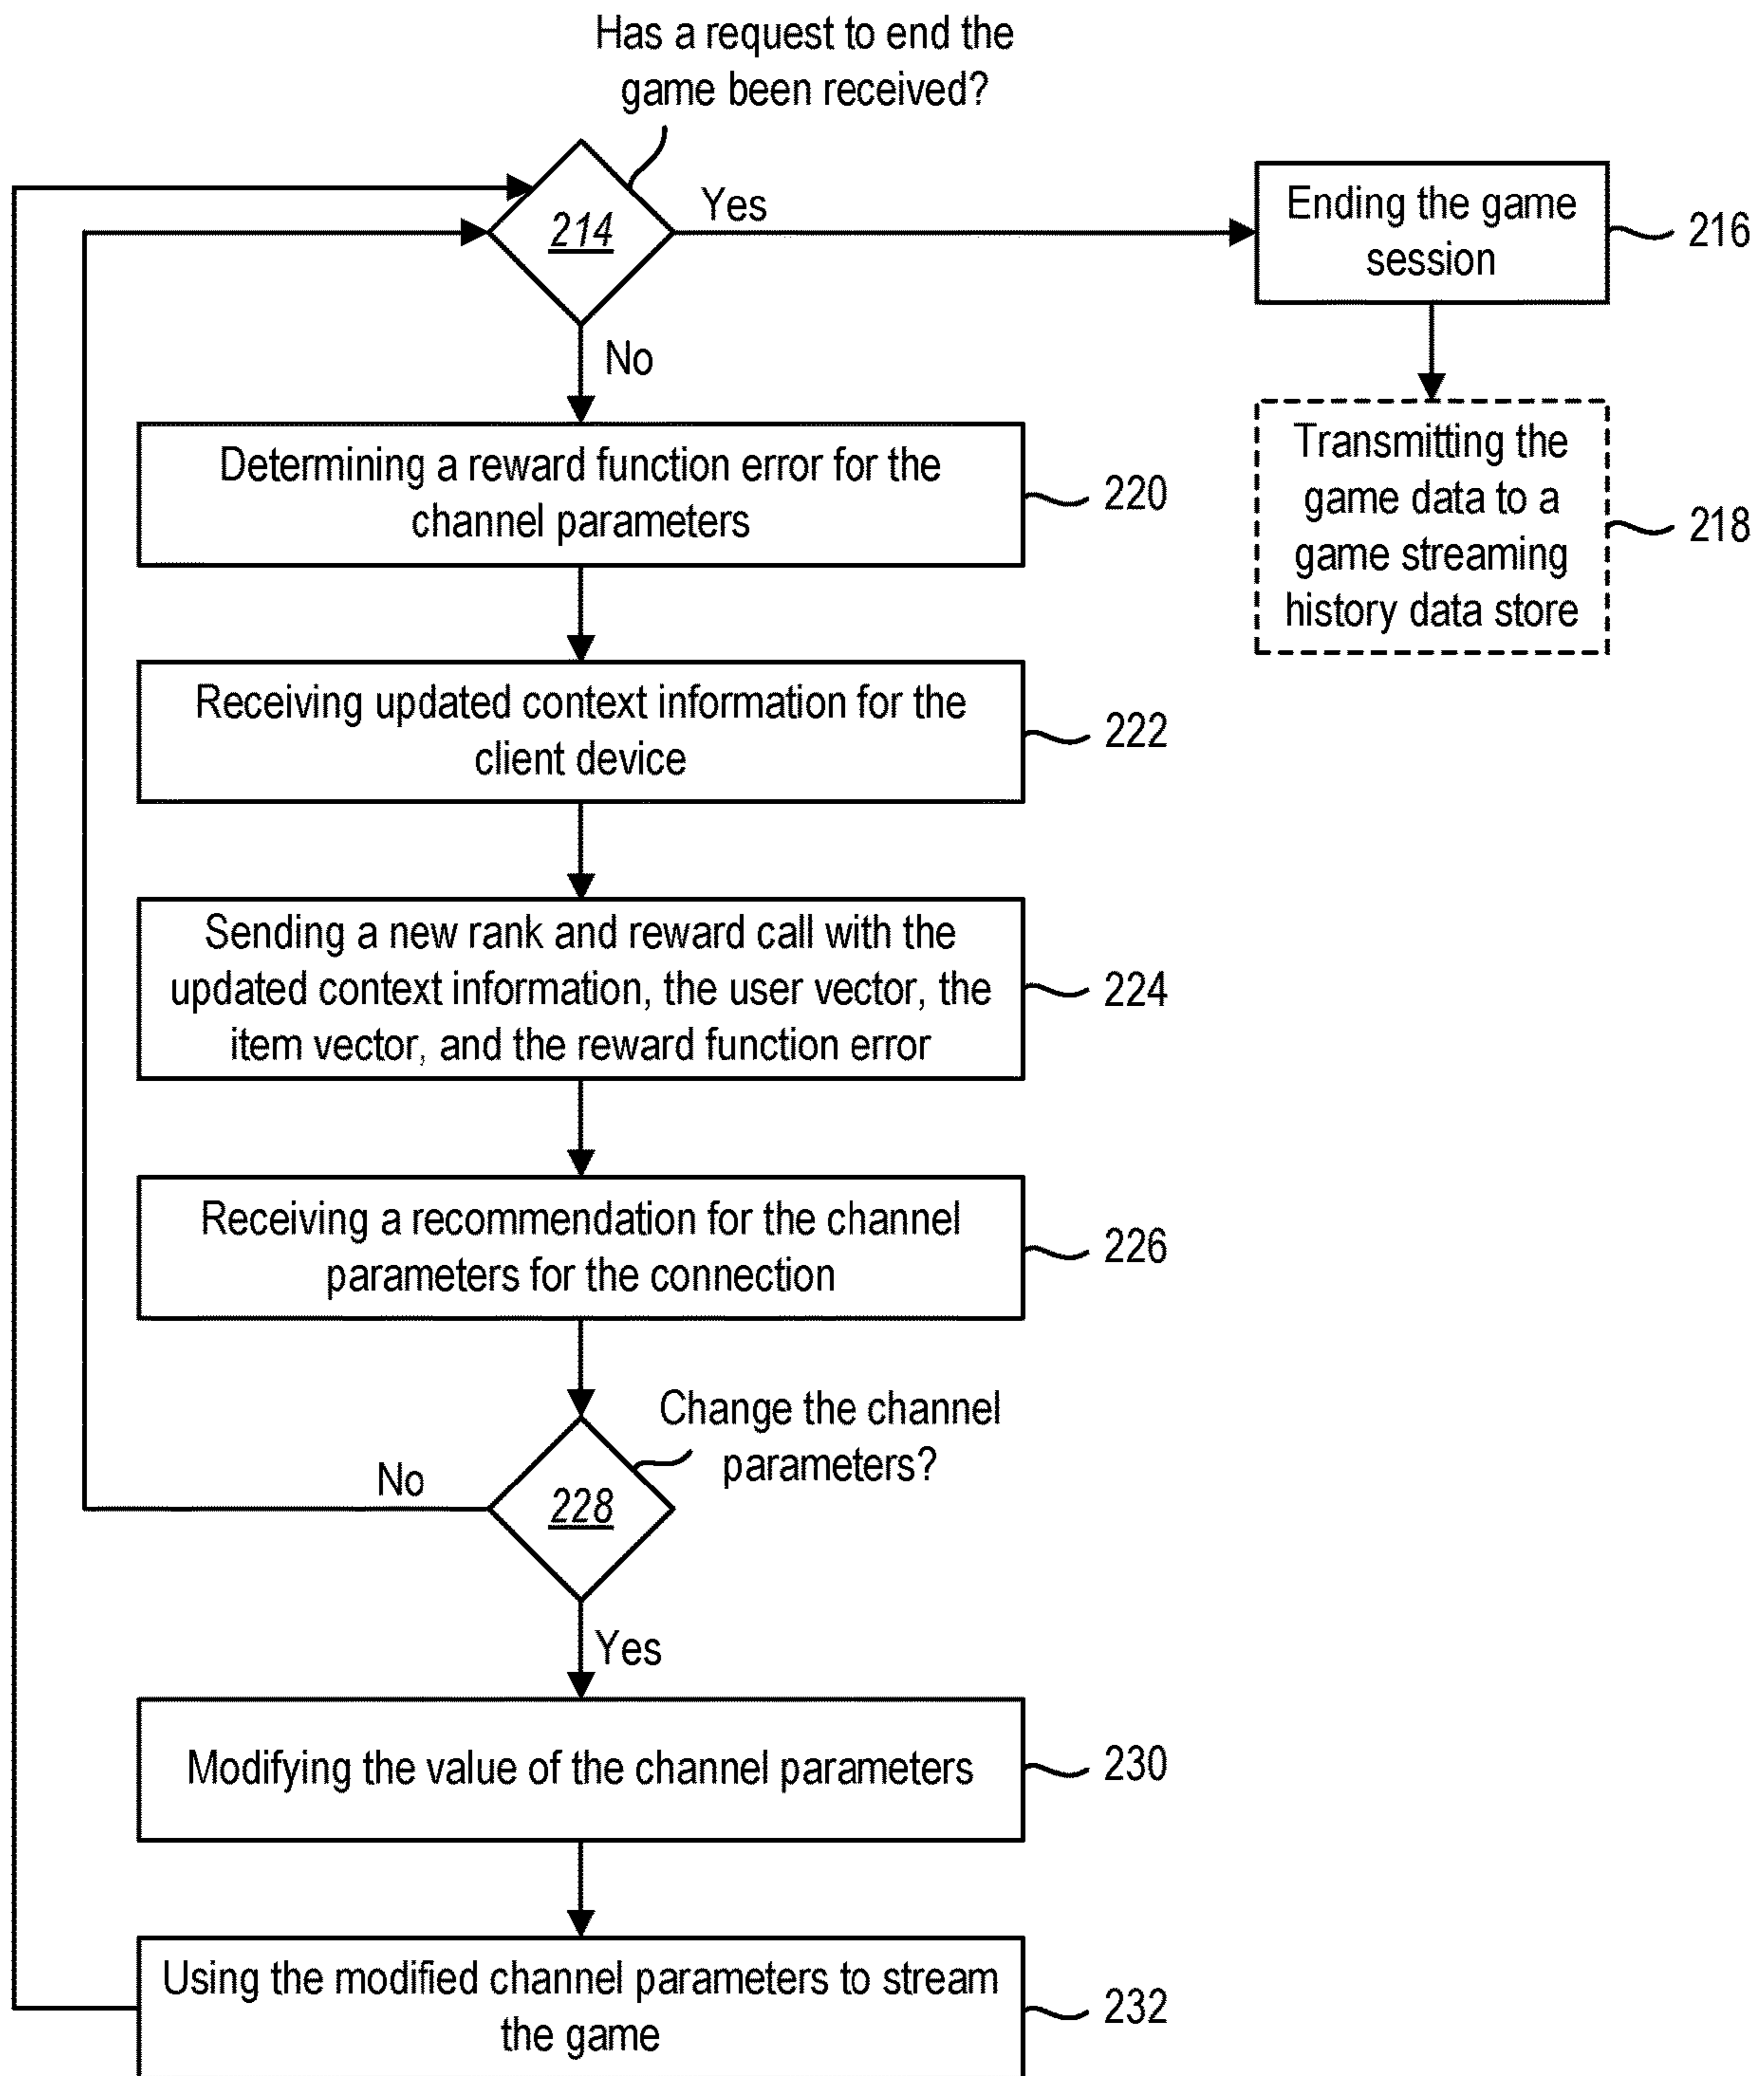 Has a request to end the
game been received?
214
Yes
Ending the game
session
216
No
Transmitting the
game data to a
game streaming
history data store
218
Determining a reward function error for the
channel parameters
220
Receiving updated context information for the
client device
222
Sending a new rank and reward call with the
updated context information, the user vector, the
item vector, and the reward function error
224
Receiving a recommendation for the channel
parameters for the connection
226
Change the channel
parameters?
No
228
Yes
Modifying the value of the channel parameters
230
Using the modified channel parameters to stream
the game
232